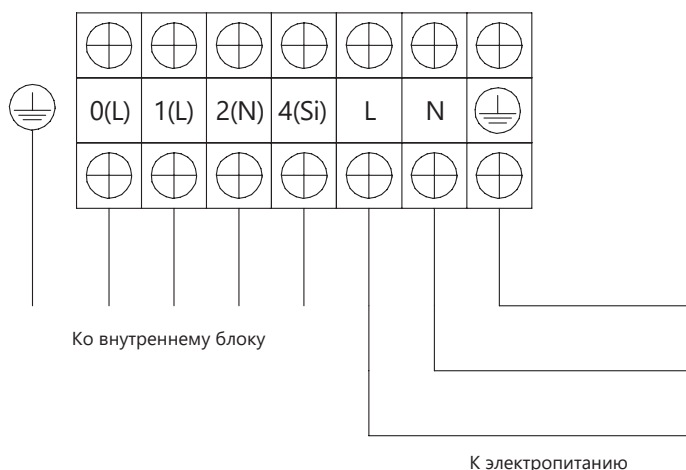 0(L) 1(L) 2(N) 4(Si) L N
Ко внутреннему блоку
К электропитанию